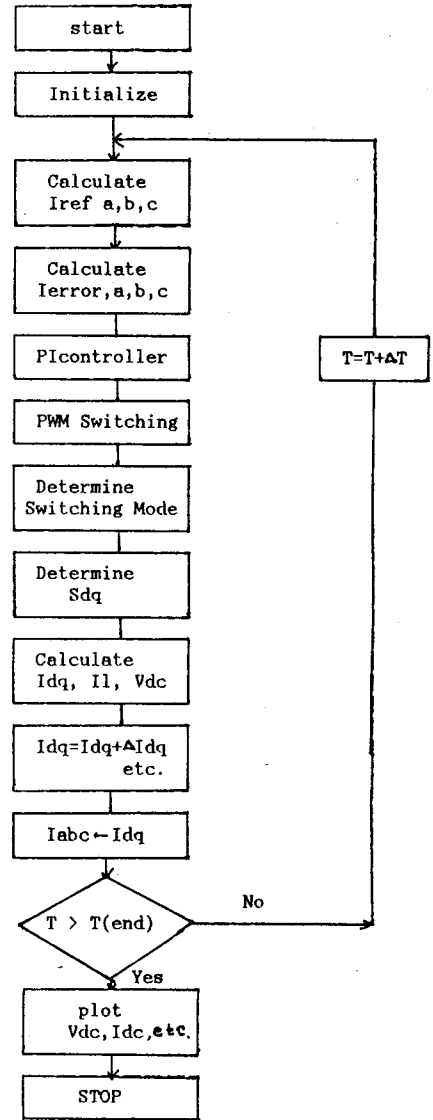 start
Initialize
Calculate
Iref a,b,c
Calculate
Ierror,a,b,c
PIcontroller
T=T+ΔT
PWM Switching
Determine
Switching Mode
Determine
Sdq
Calculate
Idq, Il, Vdc
Idq=Idq+ΔIdq
etc.
Iabc←Idq
T > T(end)
No
Yes
plot
Vdc,Idc,etc.
STOP